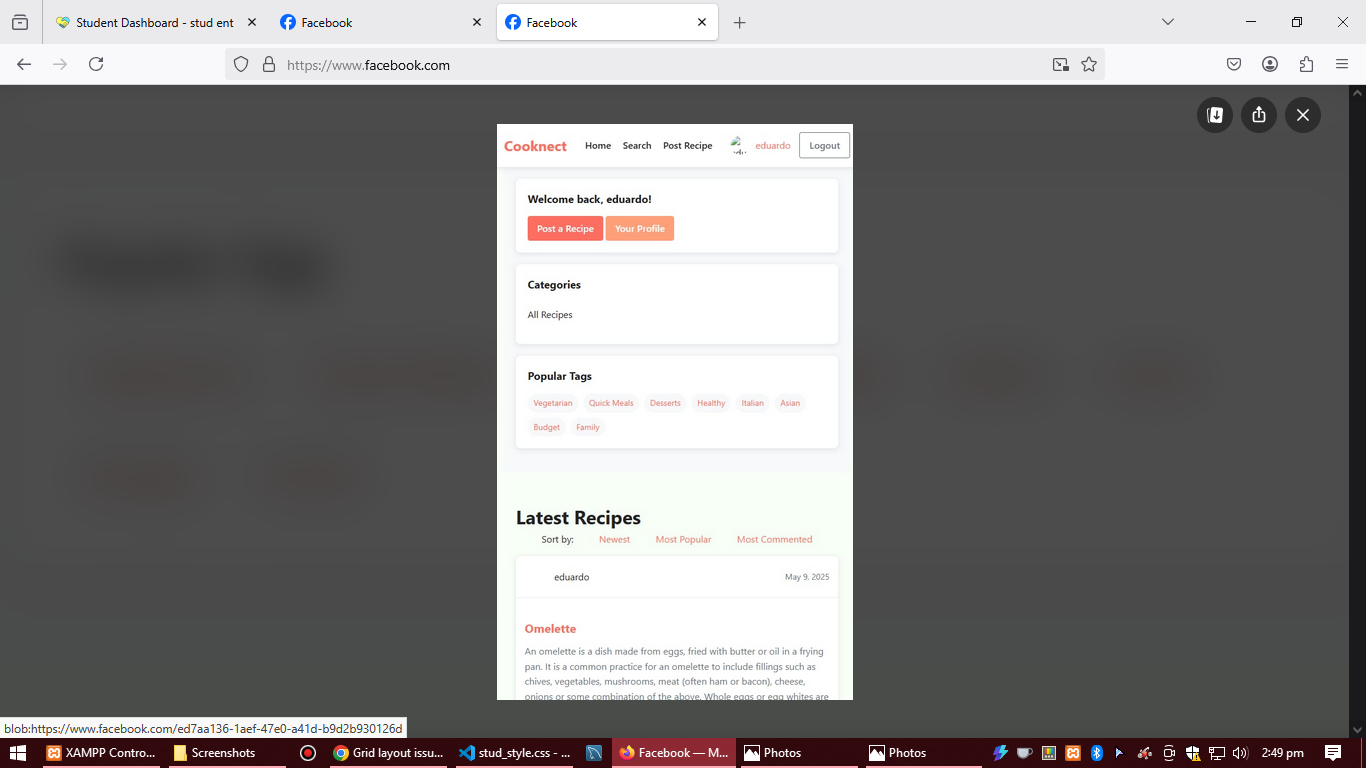 Student Dashboard - stud ent
Facebook
Facebook
https://www.facebook.com
Cooknect
Home
Search
Post Recipe
eduardo
Logout
Welcome back, eduardo!
Post a Recipe
Your Profile
Categories
All Recipes
Popular Tags
Vegetarian
Quick Meals
Desserts
Healthy
Italian
Asian
Budget
Family
Latest Recipes
Sort by:
Newest
Most Popular
Most Commented
eduardo
May 9, 2025
Omelette
An omelette is a dish made from eggs, fried with butter or oil in a frying
pan. It is a common practice for an omelette to include fillings such as
chives, vegetables, mushrooms, meat (often ham or bacon), cheese,
onions or some combination of the above. Whole eggs or egg whites are
blob:https://www.facebook.com/ed7aa136-1aef-47e0-a41d-b9d2b930126d
XAMPP Contro...
Screenshots
Grid layout issu...
stud_style.css - ...
Facebook — M...
Photos
Photos
2:49 pm